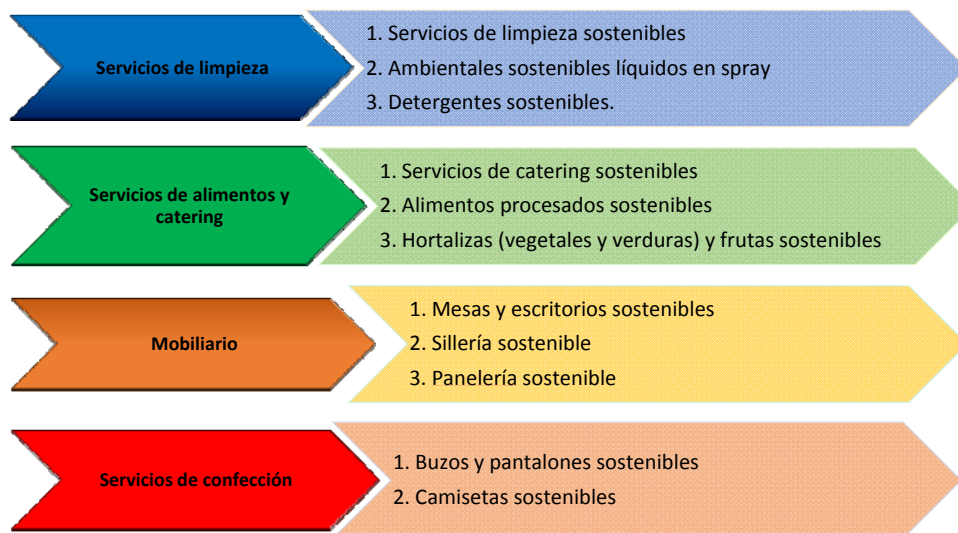 Servicios de limpieza
1. Servicios de limpieza sostenibles
2. Ambientales sostenibles líquidos en spray
3. Detergentes sostenibles.
Servicios de alimentos y
catering
1. Servicios de catering sostenibles
2. Alimentos procesados sostenibles
3. Hortalizas (vegetales y verduras) y frutas sostenibles
Mobiliario
1. Mesas y escritorios sostenibles
2. Sillería sostenible
3. Panelería sostenible
Servicios de confección
1. Buzos y pantalones sostenibles
2. Camisetas sostenibles